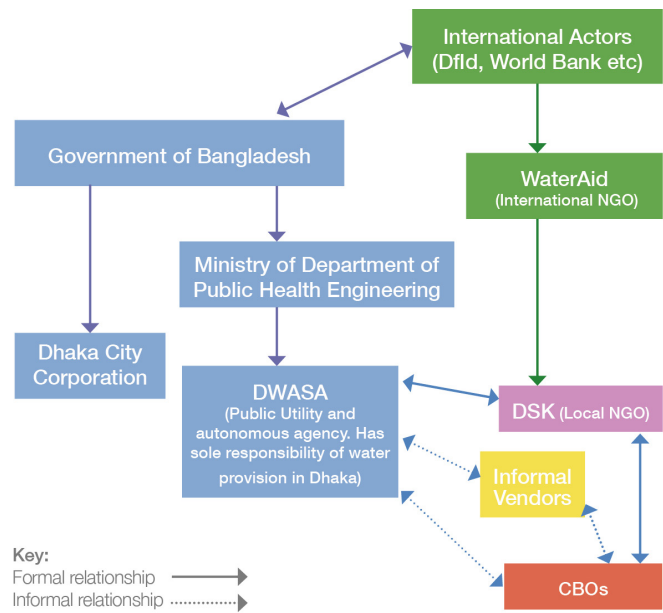 International Actors
(DfId, World Bank etc)
Government of Bangladesh
WaterAid
(International NGO)
Ministry of Department of
Public Health Engineering
Dhaka City
Corporation
DWASA
(Public Utility and
autonomous agency. Has
sole responsibility of water
provision in Dhaka)
DSK (Local NGO)
Informal
Vendors
CBOs
Key:
Formal relationship
Informal relationship